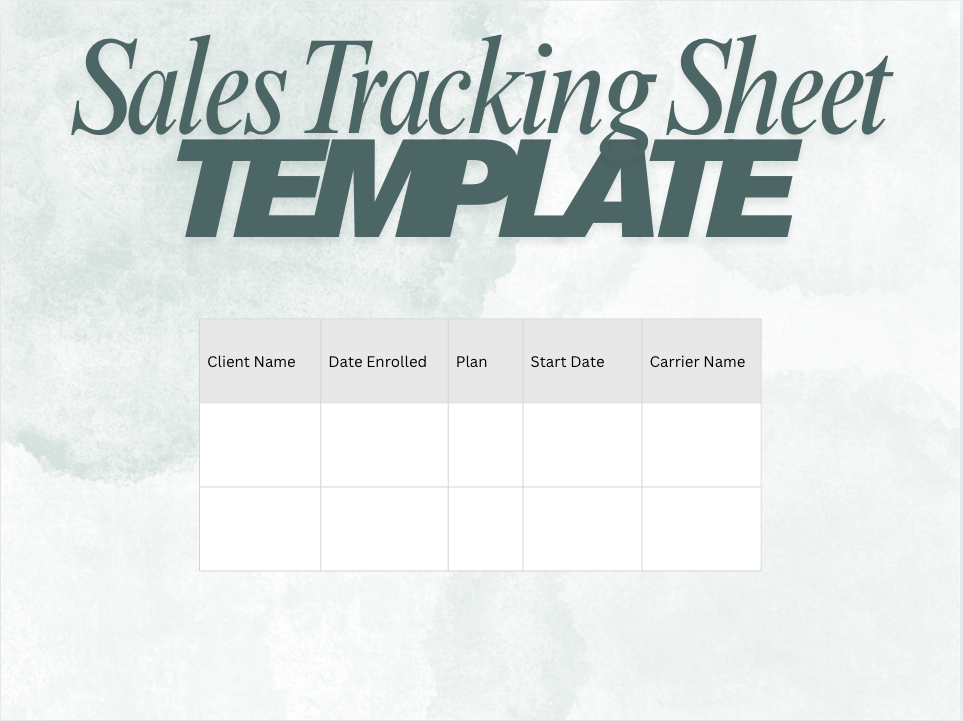 Sales Tracking Sheet
TEMPLATE
Client Name Date Enrolled Plan Start Date Carrier Name